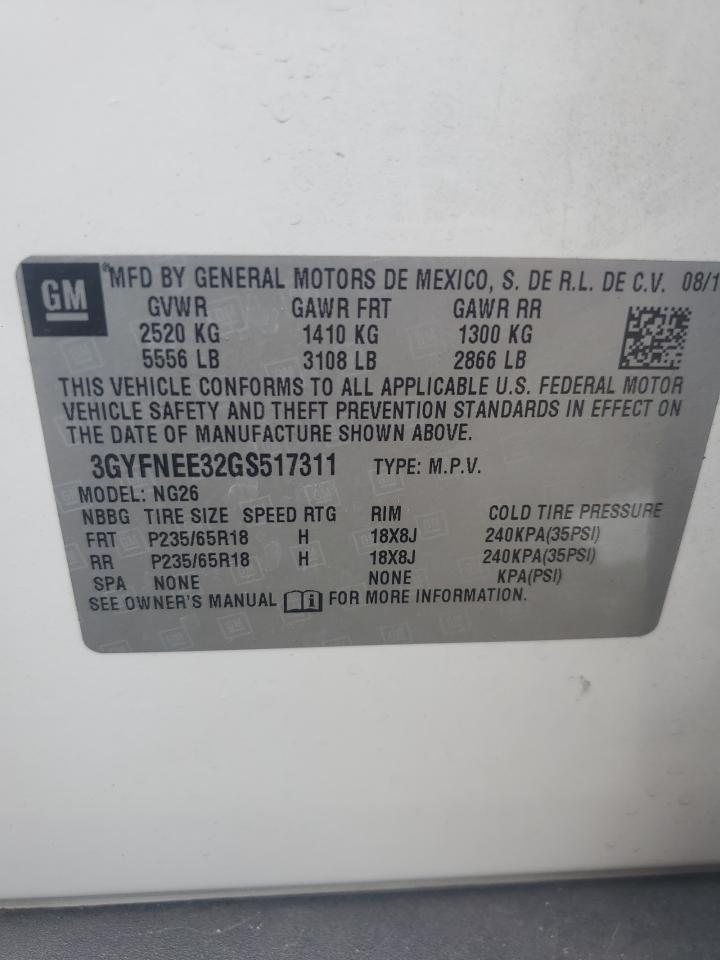 GM
MFD BY GENERAL MOTORS DE MEXICO, S. DE R.L. DE C.V. 08/1
GVWR GAWR FRT GAWR RR
2520 KG 1410 KG 1300 KG
5556 LB 3108 LB 2866 LB
THIS VEHICLE CONFORMS TO ALL APPLICABLE U.S. FEDERAL MOTOR
VEHICLE SAFETY AND THEFT PREVENTION STANDARDS IN EFFECT ON
THE DATE OF MANUFACTURE SHOWN ABOVE.
3GYFNEE32GS517311 TYPE: M.P.V.
MODEL: NG26
NBBG TIRE SIZE SPEED RTG RIM COLD TIRE PRESSURE
FRT P235/65R18 H 18X8J 240KPA(35PSI)
RR P235/65R18 H 18X8J 240KPA(35PSI)
SPA NONE NONE KPA(PSI)
SEE OWNER'S MANUAL FOR MORE INFORMATION.